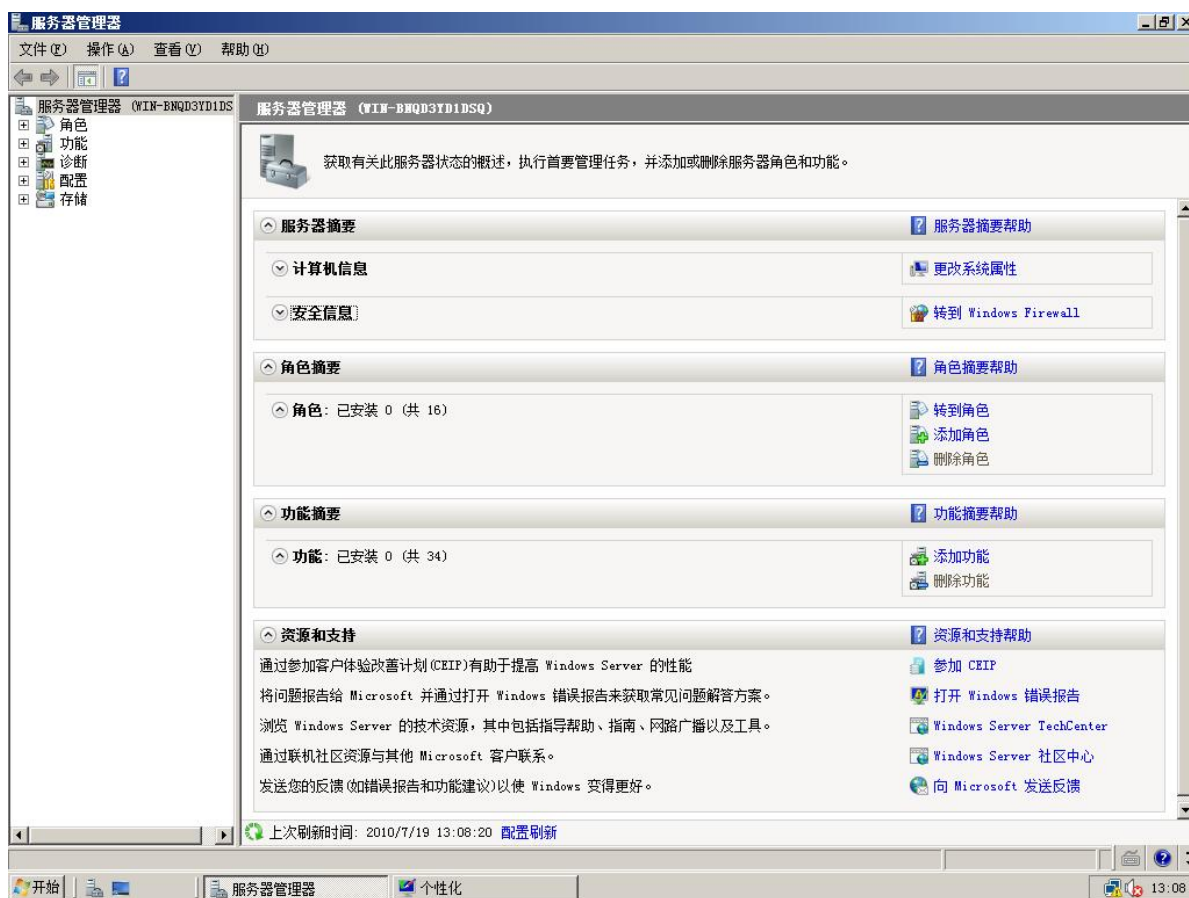 服务器管理器
文件(F) 操作(A) 查看(V) 帮助(H)
服务器管理器 (WIN-BNQD3YD1DS
角色
功能
诊断
配置
存储
服务器管理器 (WIN-BNQD3YD1DSQ)
获取有关此服务器状态的概述，执行首要管理任务，并添加或删除服务器角色和功能。
服务器摘要 服务器摘要帮助
计算机信息 更改系统属性
安全信息 转到 Windows Firewall
角色摘要 角色摘要帮助
角色: 已安装 0 (共 16) 转到角色
添加角色
删除角色
功能摘要 功能摘要帮助
功能: 已安装 0 (共 34) 添加功能
删除功能
资源和支持 资源和支持帮助
通过参加客户体验改善计划(CEIP)有助于提高 Windows Server 的性能 参加 CEIP
将问题报告给 Microsoft 并通过打开 Windows 错误报告来获取常见问题解答方案。 打开 Windows 错误报告
浏览 Windows Server 的技术资源，其中包括指导帮助、指南、网路广播以及工具。 Windows Server TechCenter
通过联机社区资源与其他 Microsoft 客户联系。 Windows Server 社区中心
发送您的反馈(如错误报告和功能建议)以使 Windows 变得更好。 向 Microsoft 发送反馈
上次刷新时间: 2010/7/19 13:08:20 配置刷新
开始 服务器管理器 个性化 13:08